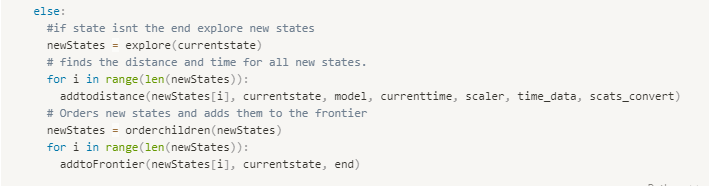 else:
#if state isnt the end explore new states
newStates = explore(currentstate)
# finds the distance and time for all new states.
for i in range(len(newStates)):
addtodistance(newStates[i], currentstate, model, currenttime, scaler, time_data, scats_convert)
# Orders new states and adds them to the frontier
newStates = orderchildren(newStates)
for i in range(len(newStates)):
addtoFrontier(newStates[i], currentstate, end)